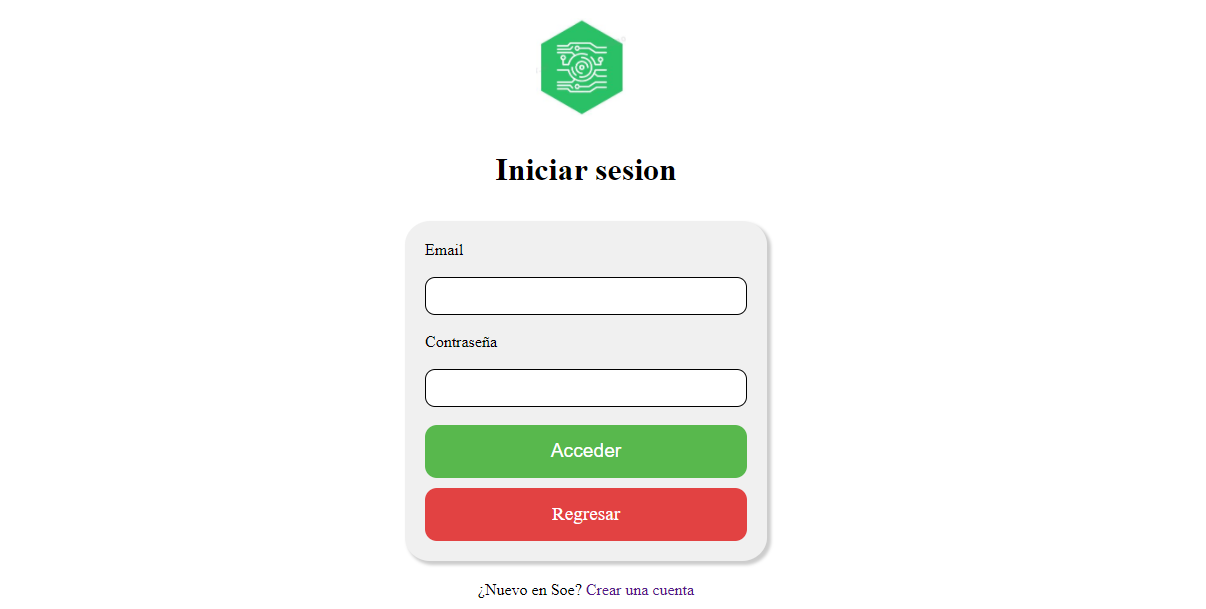 Iniciar sesion
Email
Contraseña
Acceder
Regresar
¿Nuevo en Soe? Crear una cuenta